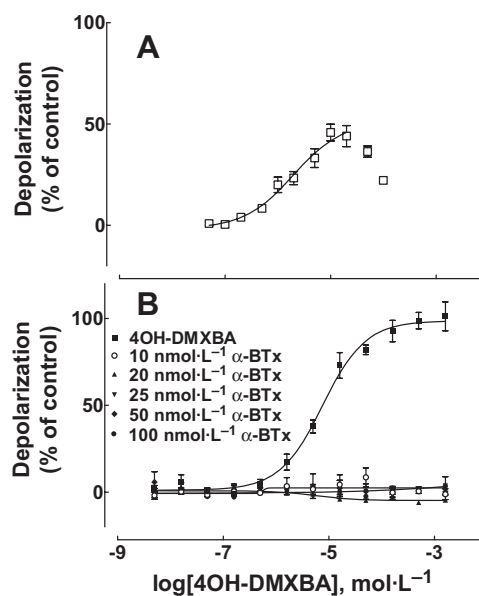 A
100
50
0
Depolarization
(% of control)
B
100
50
0
Depolarization
(% of control)
4OH-DMXBA
10 nmol·L⁻¹ α-BTx
20 nmol·L⁻¹ α-BTx
25 nmol·L⁻¹ α-BTx
50 nmol·L⁻¹ α-BTx
100 nmol·L⁻¹ α-BTx
-9 -7 -5 -3
log[4OH-DMXBA], mol·L⁻¹